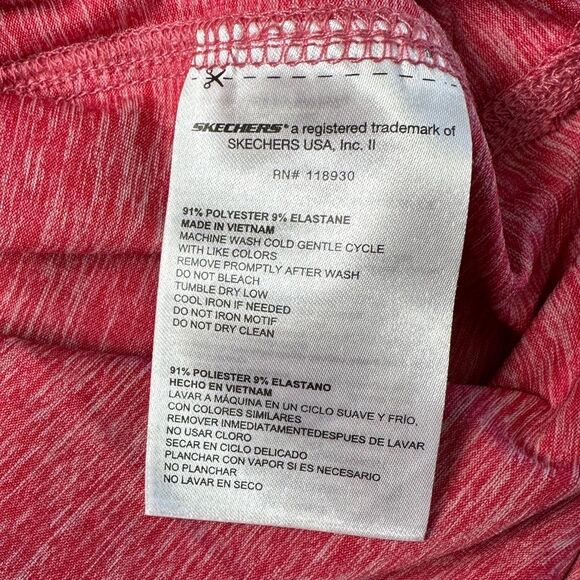 SKECHERS® a registered trademark of
SKECHERS USA, Inc. II
RN# 118930
91% POLYESTER 9% ELASTANE
MADE IN VIETNAM
MACHINE WASH COLD GENTLE CYCLE
WITH LIKE COLORS
REMOVE PROMPTLY AFTER WASH
DO NOT BLEACH
TUMBLE DRY LOW
COOL IRON IF NEEDED
DO NOT IRON MOTIF
DO NOT DRY CLEAN
91% POLIESTER 9% ELASTANO
HECHO EN VIETNAM
LAVAR A MÁQUINA EN UN CICLO SUAVE Y FRÍO,
CON COLORES SIMILARES
REMOVER INMEDIATAMENTEDESPUES DE LAVAR
NO USAR CLORO
SECAR EN CICLO DELICADO
PLANCHAR CON VAPOR SI ES NECESARIO
NO PLANCHAR
NO LAVAR EN SECO